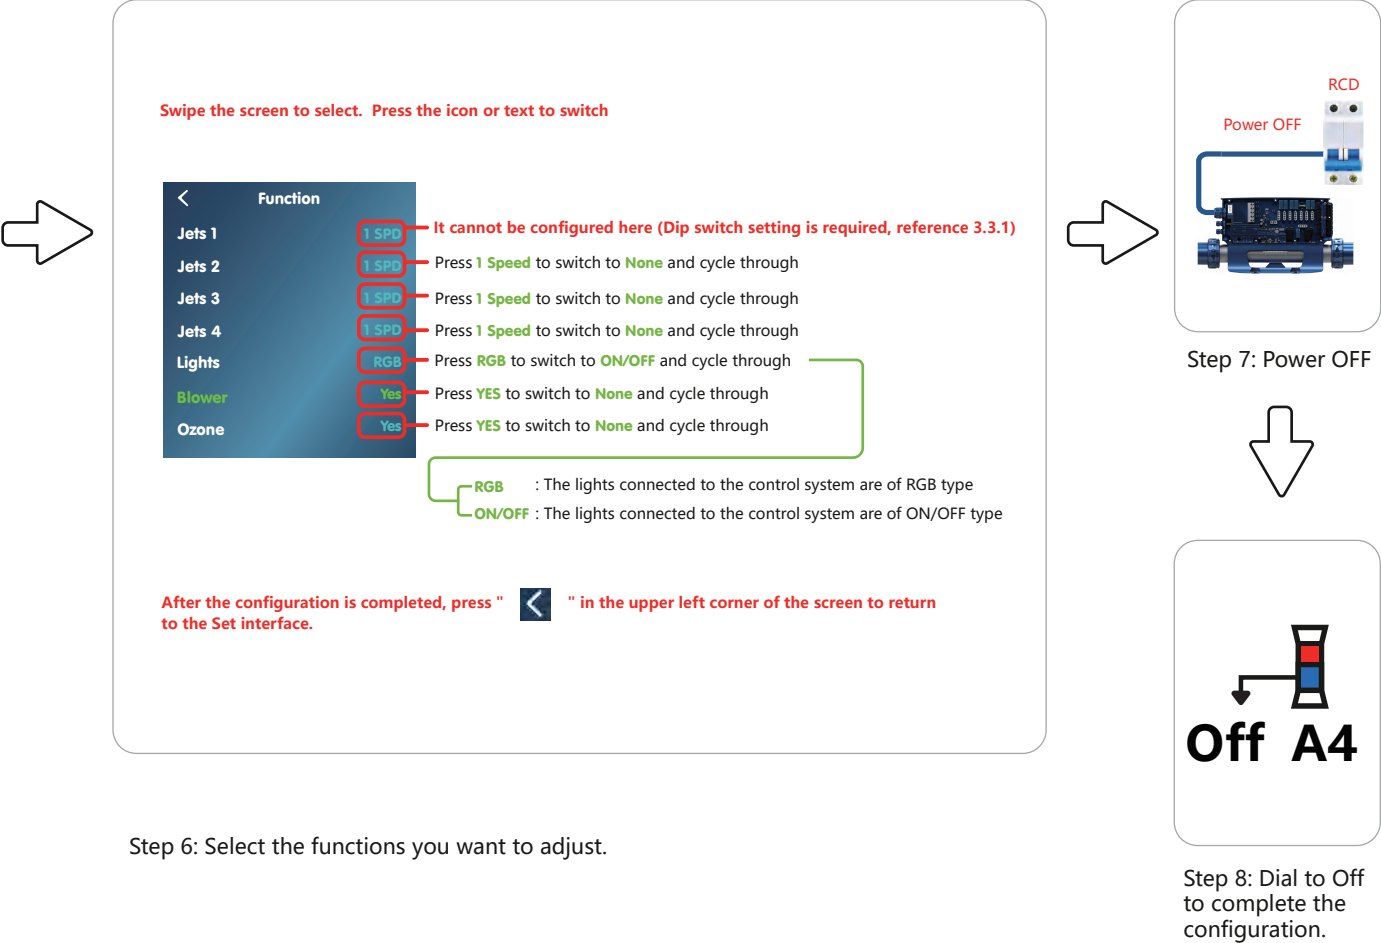 Swipe the screen to select. Press the icon or text to switch
Function
Jets 1
1 SPD
It cannot be configured here (Dip switch setting is required, reference 3.3.1)
Jets 2
1 SPD
Press 1 Speed to switch to None and cycle through
Jets 3
1 SPD
Press 1 Speed to switch to None and cycle through
Jets 4
1 SPD
Press 1 Speed to switch to None and cycle through
Lights
RGB
Press RGB to switch to ON/OFF and cycle through
Blower
Yes
Press YES to switch to None and cycle through
Ozone
Yes
Press YES to switch to None and cycle through
RGB : The lights connected to the control system are of RGB type
ON/OFF : The lights connected to the control system are of ON/OFF type
After the configuration is completed, press " < " in the upper left corner of the screen to return
to the Set interface.
Step 6: Select the functions you want to adjust.
RCD
Power OFF
Step 7: Power OFF
Off A4
Step 8: Dial to Off
to complete the
configuration.